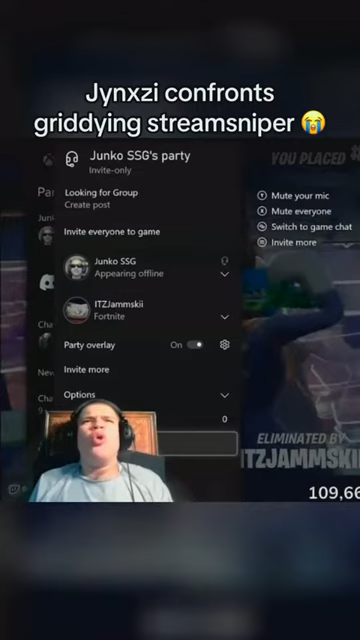 Jynxzi confronts
griddying streamsniper 😭
Junko SSG's party
Invite-only
YOU PLACED
Looking for Group
Create post
Mute your mic
Mute everyone
Switch to game chat
Invite more
Invite everyone to game
Junko SSG
Appearing offline
ITZJammskii
Fortnite
Party overlay
On
Invite more
Options
0
ELIMINATED BY
ITZJAMMSKI
109,66